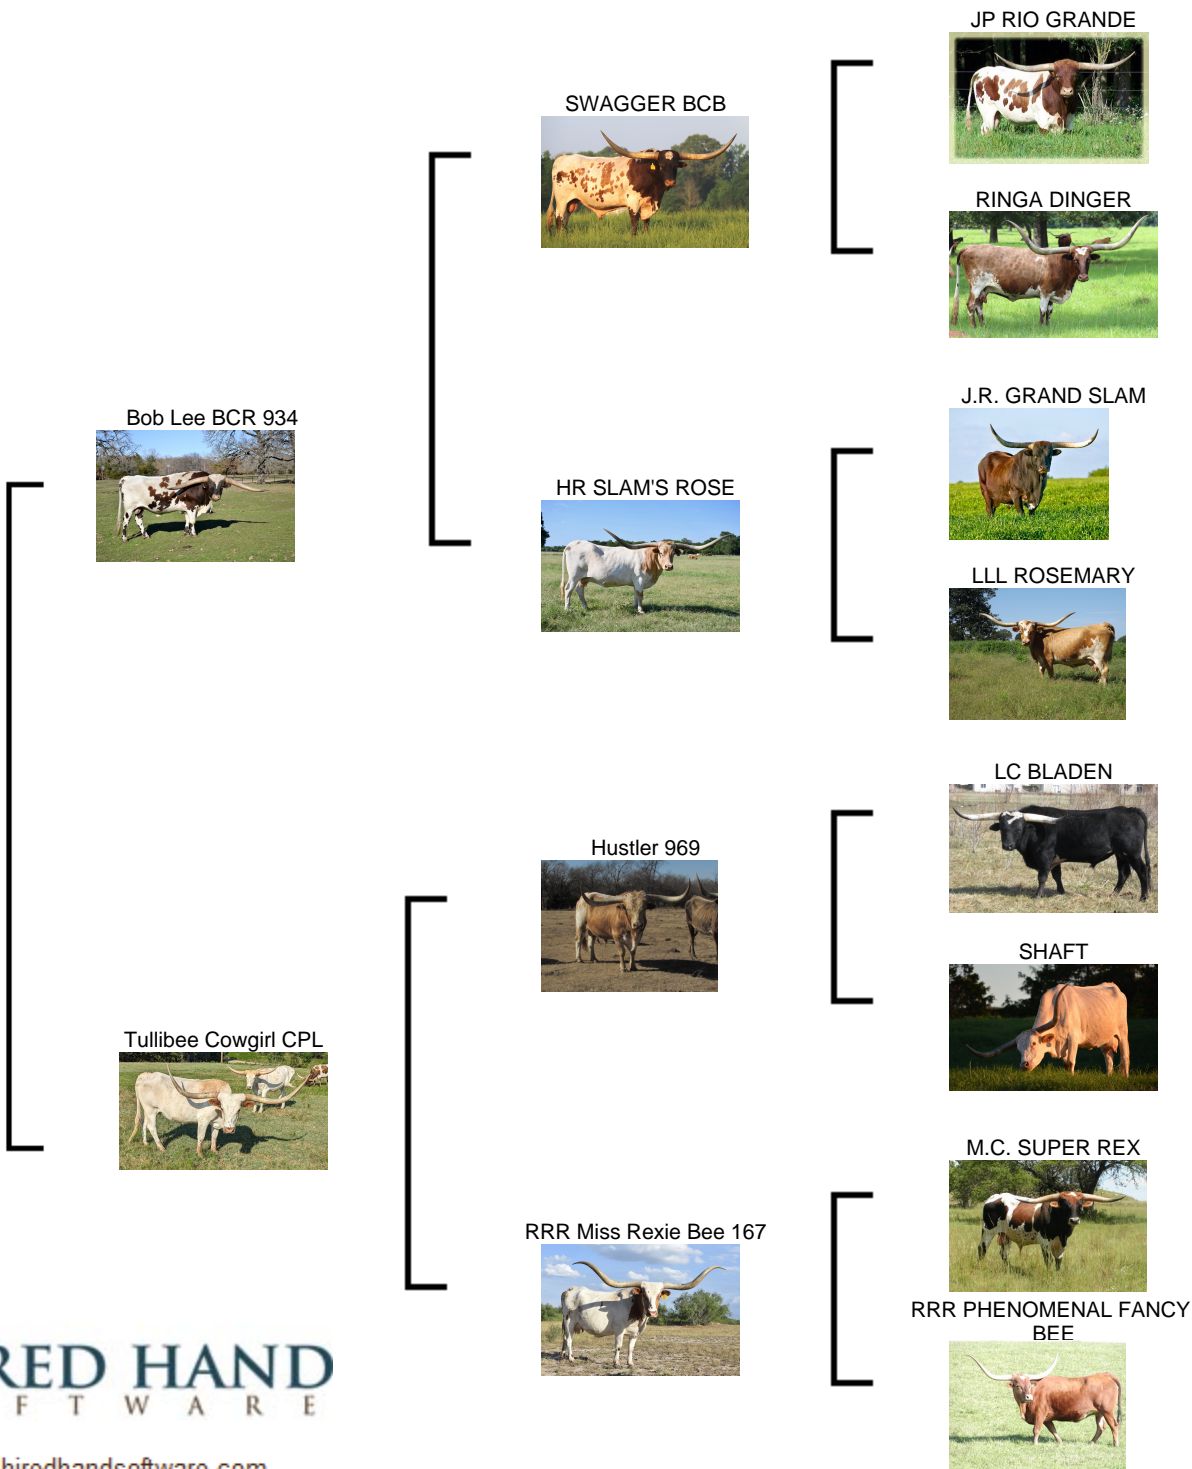 JP RIO GRANDE
SWAGGER BCB
RINGA DINGER
J.R. GRAND SLAM
Bob Lee BCR 934
HR SLAM'S ROSE
LLL ROSEMARY
LC BLADEN
Hustler 969
SHAFT
Tullibee Cowgirl CPL
M.C. SUPER REX
RRR Miss Rexie Bee 167
RRR PHENOMENAL FANCY
BEE
RED HAND
F T W A R E
hiredhandsoftware.com